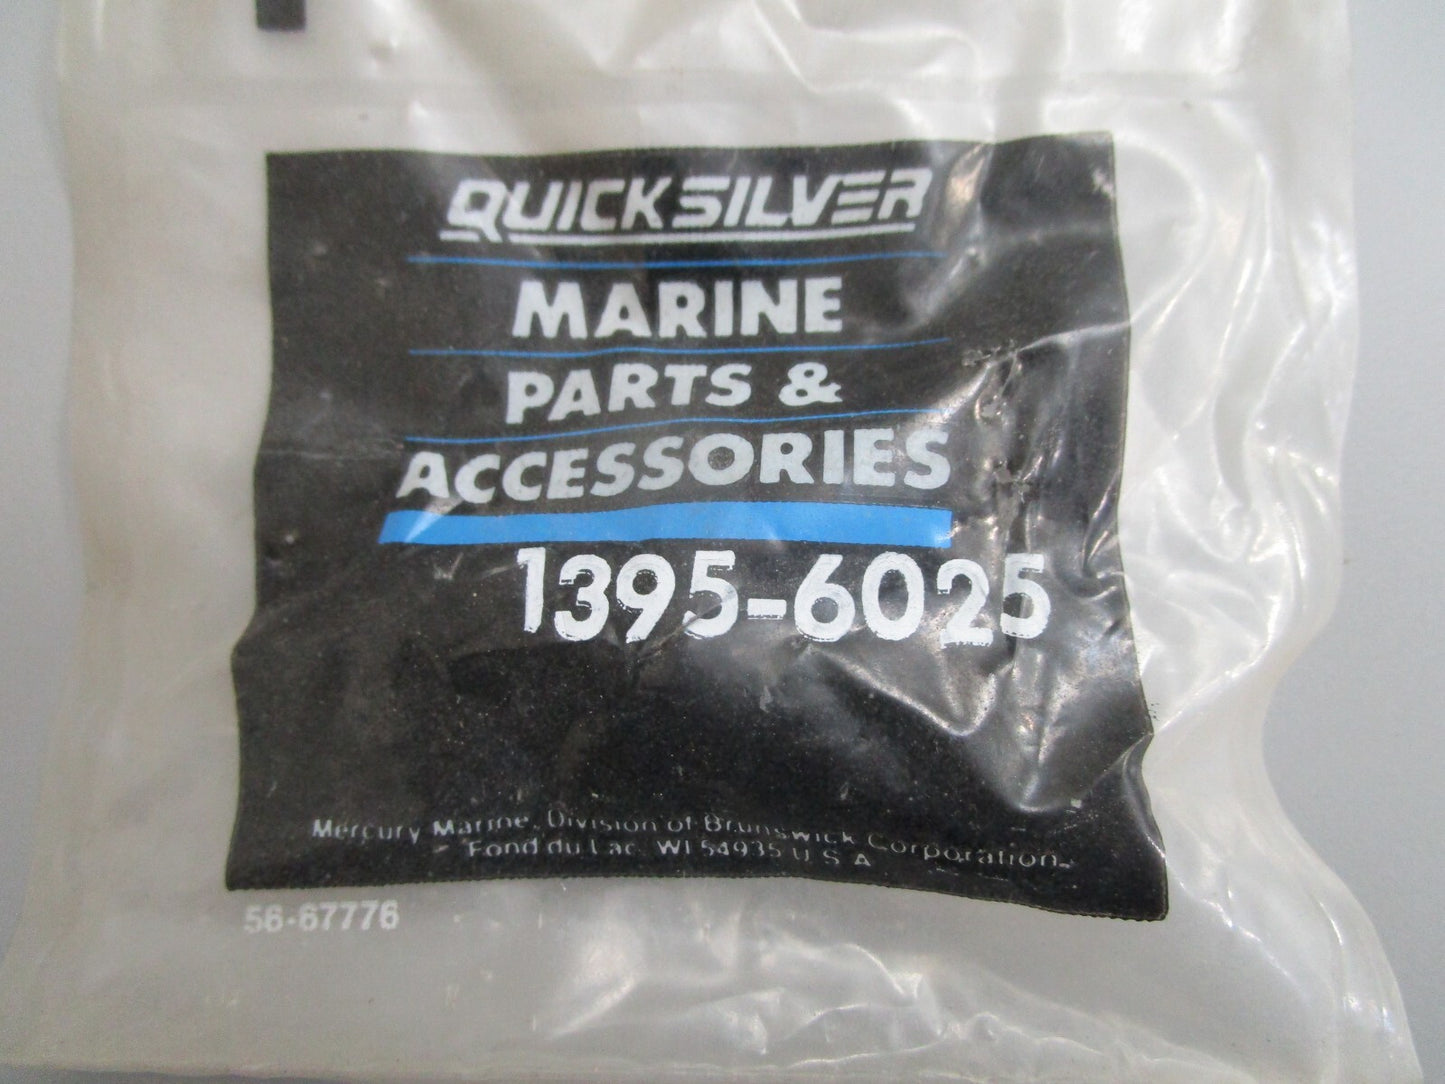 QUICKSILVER
MARINE
PARTS &
ACCESSORIES
1395-6025
Mercury Marine, Division of Brunswick Corporation
Fond du Lac, WI 54935 U S A
56-67776